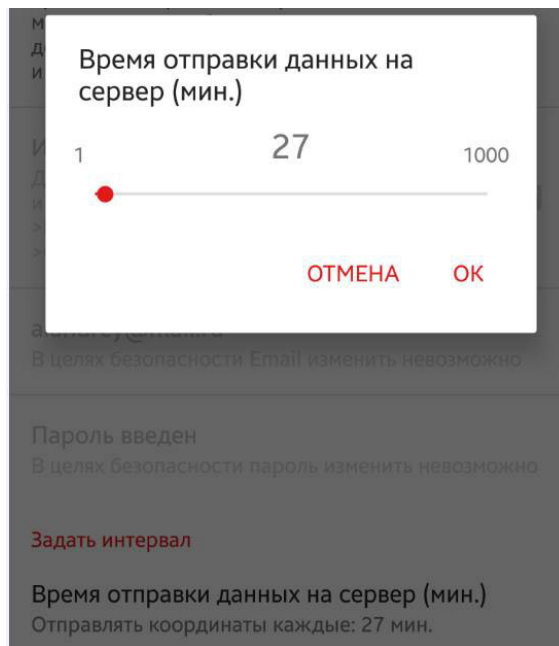 Время отправки данных на
сервер (мин.)
1 27 1000
ОТМЕНА ОК
В целях безопасности Email изменить невозможно
Пароль введен
В целях безопасности пароль изменить невозможно
Задать интервал
Время отправки данных на сервер (мин.)
Отправлять координаты каждые: 27 мин.